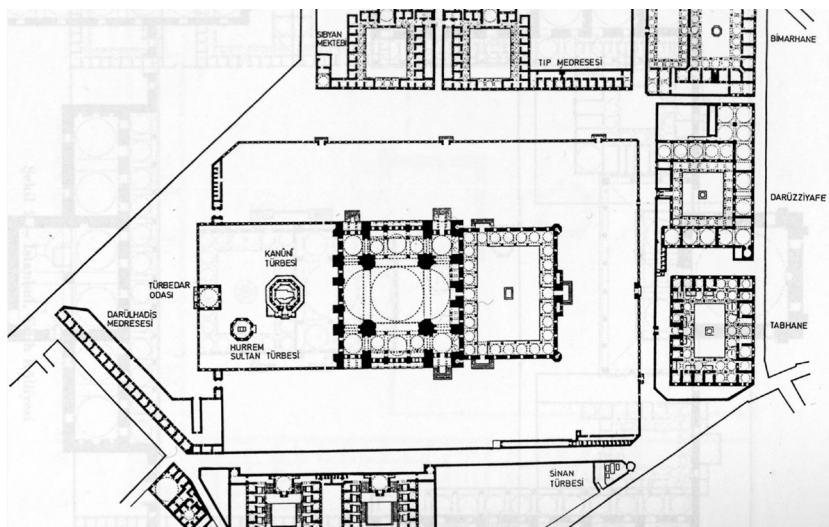 SIBYAN
MEKTEBİ
TIP MEDRESESİ
BİMARHANE
DARÜZZİYAFE
KANÛNİ
TÜRBESİ
TÜRBEDAR
ODASI
DARÜLHADİS
MEDRESESİ
HURREM
SULTAN TÜRBESİ
TABHANE
SİNAN
TÜRBESİ